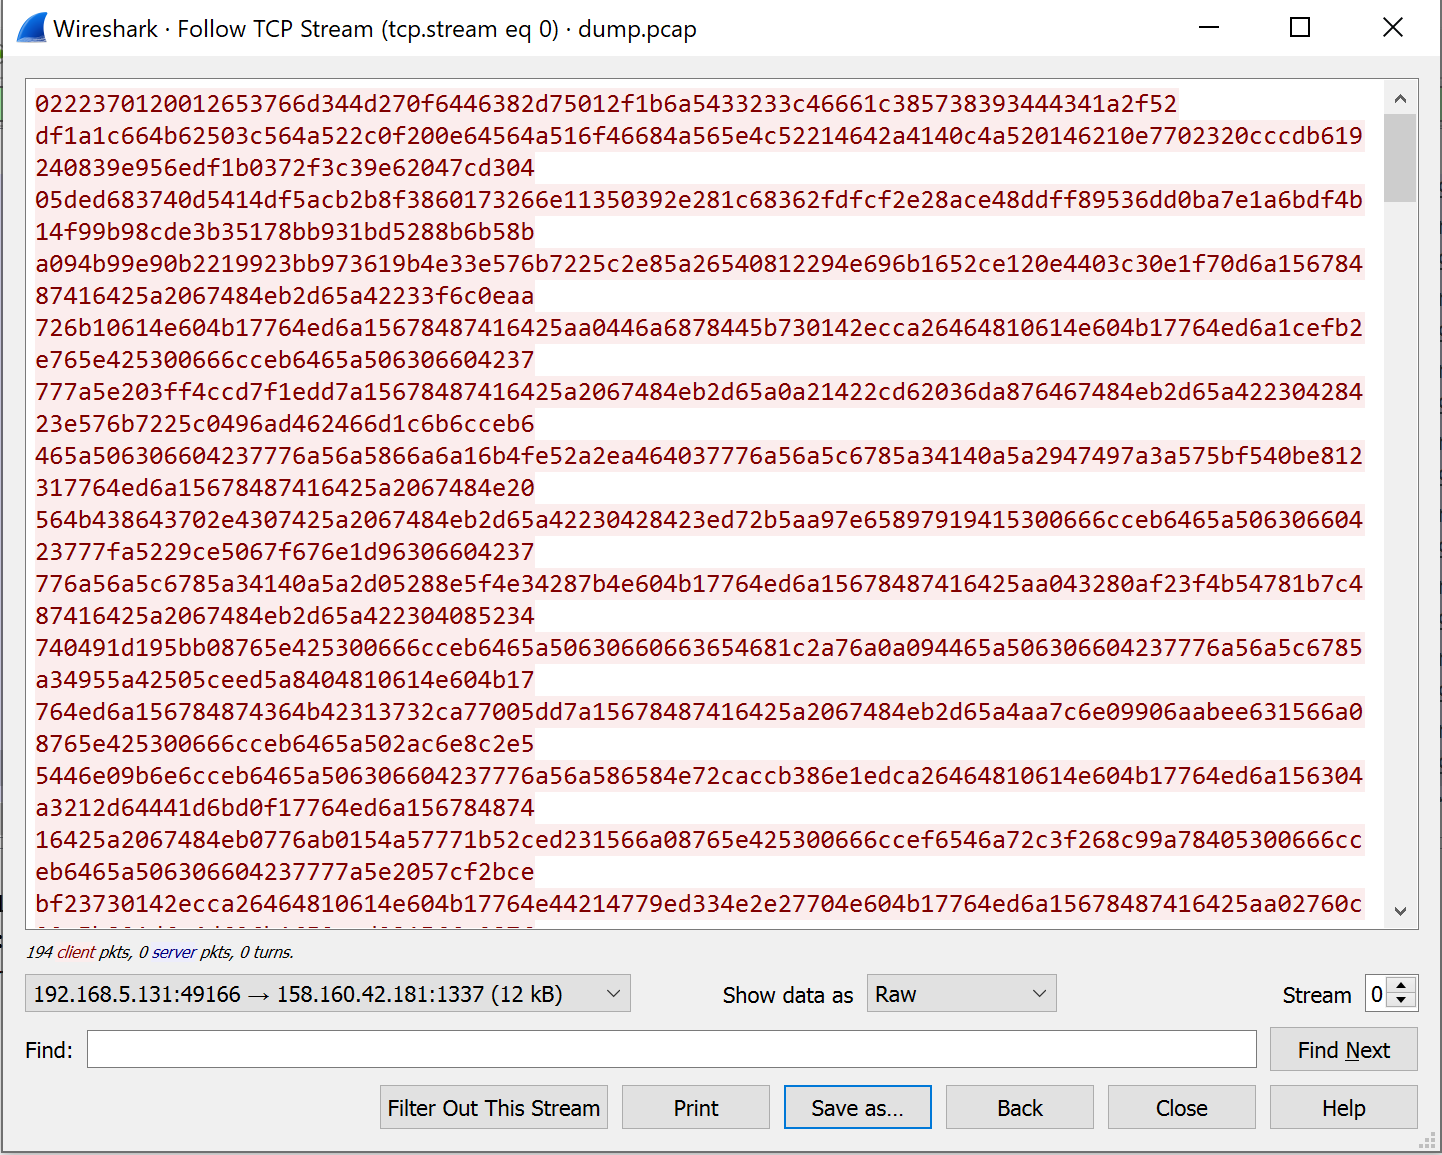 Wireshark · Follow TCP Stream (tcp.stream eq 0) · dump.pcap
0222370120012653766d344d270f6446382d75012f1b6a5433233c46661c385738393444341a2f52
df1a1c664b62503c564a522c0f200e64564a516f46684a565e4c52214642a4140c4a520146210e7702320cccdb619
240839e956edf1b0372f3c39e62047cd304
05ded683740d5414df5acb2b8f3860173266e11350392e281c68362fdfcf2e28ace48ddff89536dd0ba7e1a6bdf4b
14f99b98cde3b35178bb931bd5288b6b58b
a094b99e90b2219923bb973619b4e33e576b7225c2e85a26540812294e696b1652ce120e4403c30e1f70d6a156784
87416425a2067484eb2d65a42233f6c0eaa
726b10614e604b17764ed6a15678487416425aa0446a6878445b730142ecca26464810614e604b17764ed6a1cefb2
e765e425300666cceb6465a506306604237
777a5e203ff4ccd7f1edd7a15678487416425a2067484eb2d65a0a21422cd62036da876467484eb2d65a422304284
23e576b7225c0496ad462466d1c6b6cceb6
465a506306604237776a56a5866a6a16b4fe52a2ea464037776a56a5c6785a34140a5a2947497a3a575bf540be812
317764ed6a15678487416425a2067484e20
564b438643702e4307425a2067484eb2d65a42230428423ed72b5aa97e65897919415300666cceb6465a506306604
23777fa5229ce5067f676e1d96306604237
776a56a5c6785a34140a5a2d05288e5f4e34287b4e604b17764ed6a15678487416425aa043280af23f4b54781b7c4
87416425a2067484eb2d65a422304085234
740491d195bb08765e425300666cceb6465a50630660663654681c2a76a0a094465a506306604237776a56a5c6785
a34955a42505ceed5a8404810614e604b17
764ed6a156784874364b42313732ca77005dd7a15678487416425a2067484eb2d65a4aa7c6e09906aabee631566a0
8765e425300666cceb6465a502ac6e8c2e5
5446e09b6e6cceb6465a506306604237776a56a586584e72caccb386e1edca26464810614e604b17764ed6a156304
a3212d64441d6bd0f17764ed6a156784874
16425a2067484eb0776ab0154a57771b52ced231566a08765e425300666ccef6546a72c3f268c99a78405300666cc
eb6465a506306604237777a5e2057cf2bce
bf23730142ecca26464810614e604b17764e44214779ed334e2e27704e604b17764ed6a15678487416425aa02760c
194 client pkts, 0 server pkts, 0 turns.
192.168.5.131:49166 → 158.160.42.181:1337 (12 kB) Show data as Raw Stream 0
Find: Find Next
Filter Out This Stream Print Save as... Back Close Help